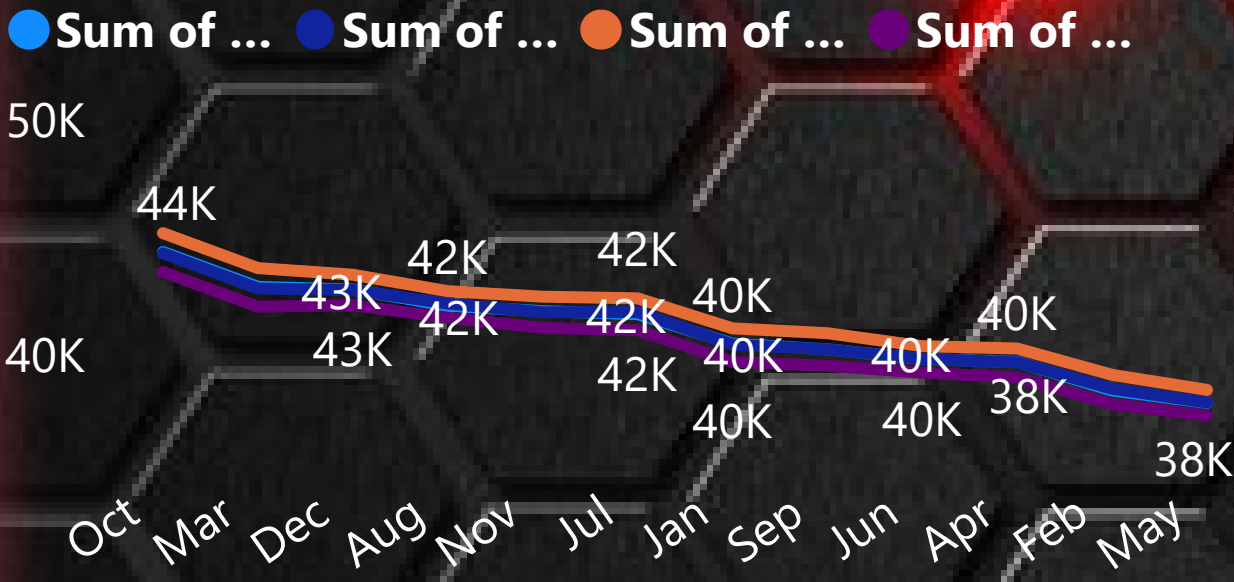 Sum of ... Sum of ... Sum of ... Sum of ...
50K
44K
42K 42K
43K 40K
42K 42K 40K
40K 43K 40K 40K
42K 38K
40K 40K
38K
Oct Mar Dec Aug Nov Jul Jan Sep Jun Apr Feb May